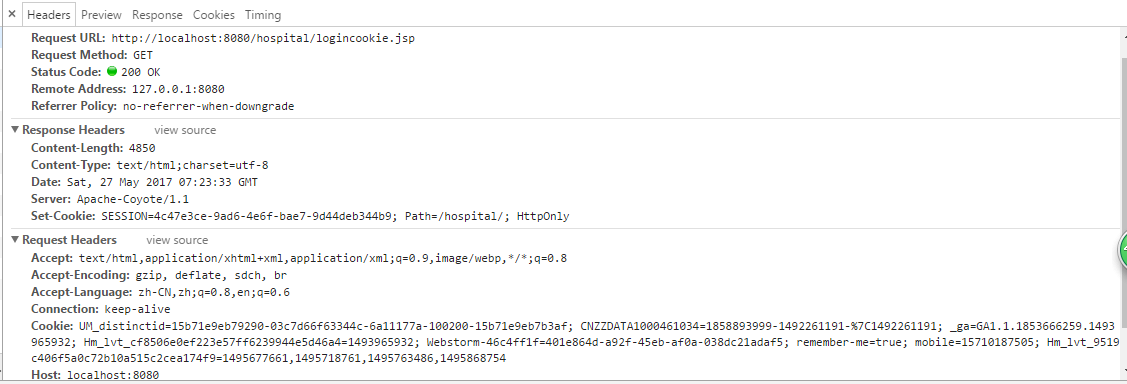 × Headers Preview Response Cookies Timing
Request URL: http://localhost:8080/hospital/logincookie.jsp
Request Method: GET
Status Code: 200 OK
Remote Address: 127.0.0.1:8080
Referrer Policy: no-referrer-when-downgrade
▼ Response Headers view source
Content-Length: 4850
Content-Type: text/html;charset=utf-8
Date: Sat, 27 May 2017 07:23:33 GMT
Server: Apache-Coyote/1.1
Set-Cookie: SESSION=4c47e3ce-9ad6-4e6f-bae7-9d44deb344b9; Path=/hospital/; HttpOnly
▼ Request Headers view source
Accept: text/html,application/xhtml+xml,application/xml;q=0.9,image/webp,*/*;q=0.8
Accept-Encoding: gzip, deflate, sdch, br
Accept-Language: zh-CN,zh;q=0.8,en;q=0.6
Connection: keep-alive
Cookie: UM_distinctid=15b71e9eb79290-03c7d66f63344c-6a11177a-100200-15b71e9eb7b3af; CNZZDATA1000461034=1858893999-1492261191-%7C1492261191; _ga=GA1.1.1853666259.1493
965932; Hm_lvt_cf8506e0ef223e57ff6239944e5d46a4=1493965932; Webstorm-46c4ff1f=401e864d-a92f-45eb-af0a-038dc21adaf5; remember-me=true; mobile=15710187505; Hm_lvt_9519
c406f5a0c72b10a515c2cea174f9=1495677661,1495718761,1495763486,1495868754
Host: localhost:8080